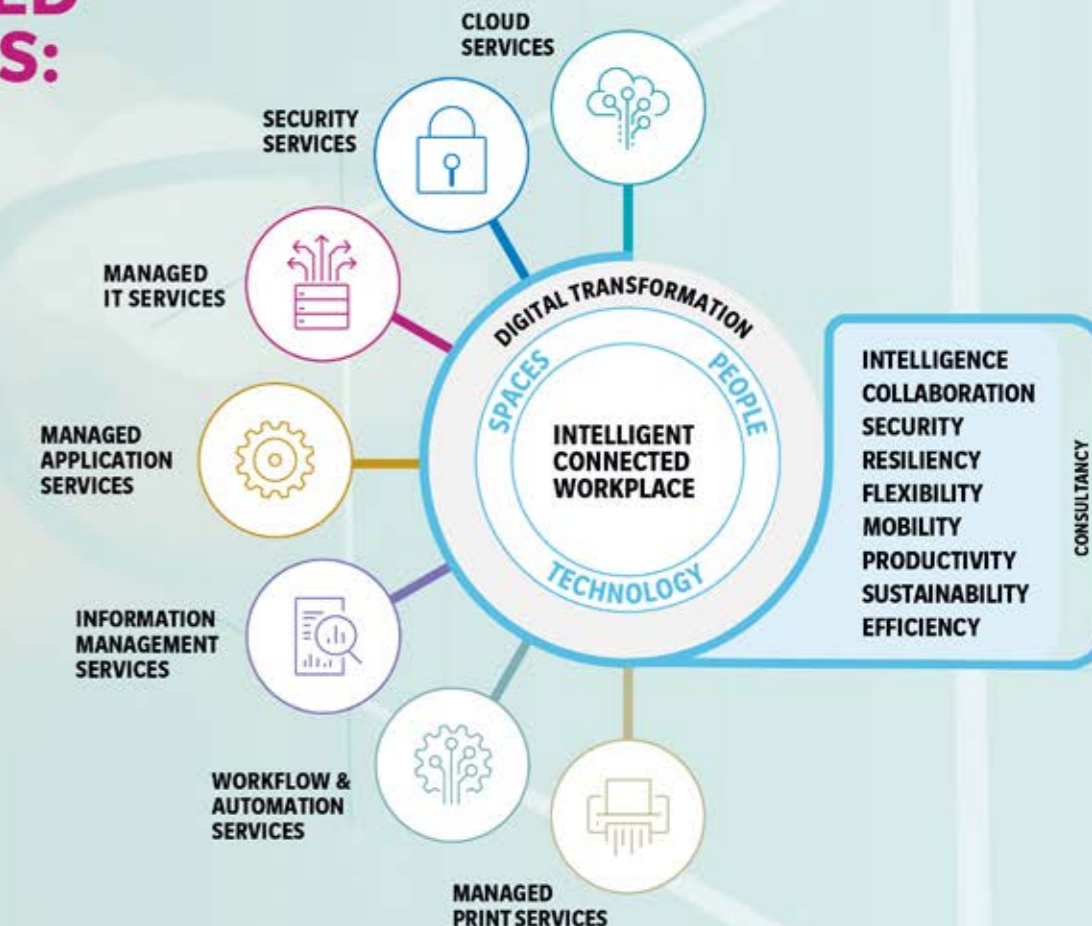 CLOUD
SERVICES
SECURITY
SERVICES
MANAGED
IT SERVICES
MANAGED
APPLICATION
SERVICES
INFORMATION
MANAGEMENT
SERVICES
WORKFLOW &
AUTOMATION
SERVICES
MANAGED
PRINT SERVICES
DIGITAL TRANSFORMATION
SPACES
PEOPLE
TECHNOLOGY
INTELLIGENT
CONNECTED
WORKPLACE
INTELLIGENCE
COLLABORATION
SECURITY
RESILIENCY
FLEXIBILITY
MOBILITY
PRODUCTIVITY
SUSTAINABILITY
EFFICIENCY
CONSULTANCY